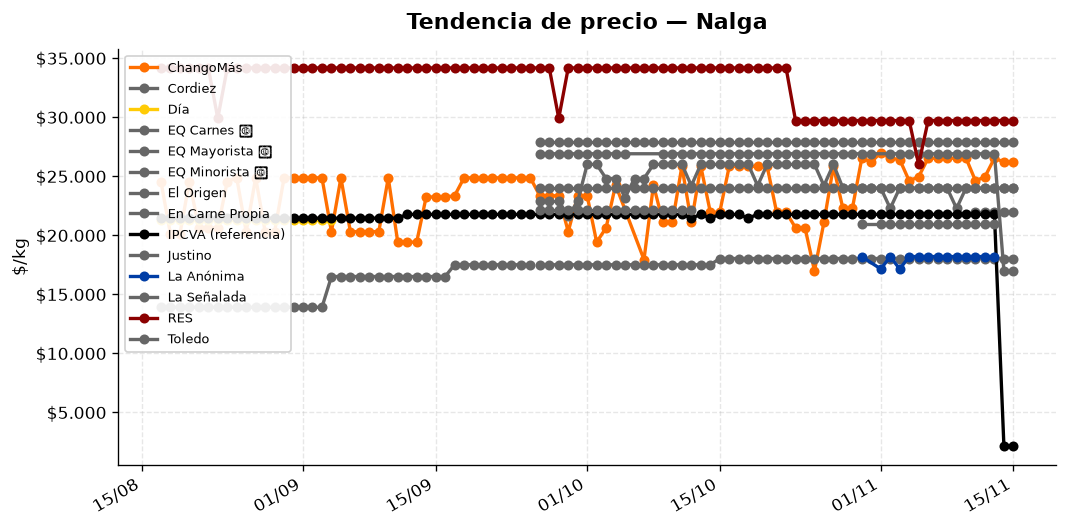 Tendencia de precio — Nalga
$35.000
$30.000
$25.000
$20.000
$15.000
$10.000
$5.000
$/kg
ChangoMás
Cordiez
Día
EQ Carnes
EQ Mayorista
EQ Minorista
El Origen
En Carne Propia
IPCVA (referencia)
Justino
La Anónima
La Señalada
RES
Toledo
15/08
01/09
15/09
01/10
15/10
01/11
15/11